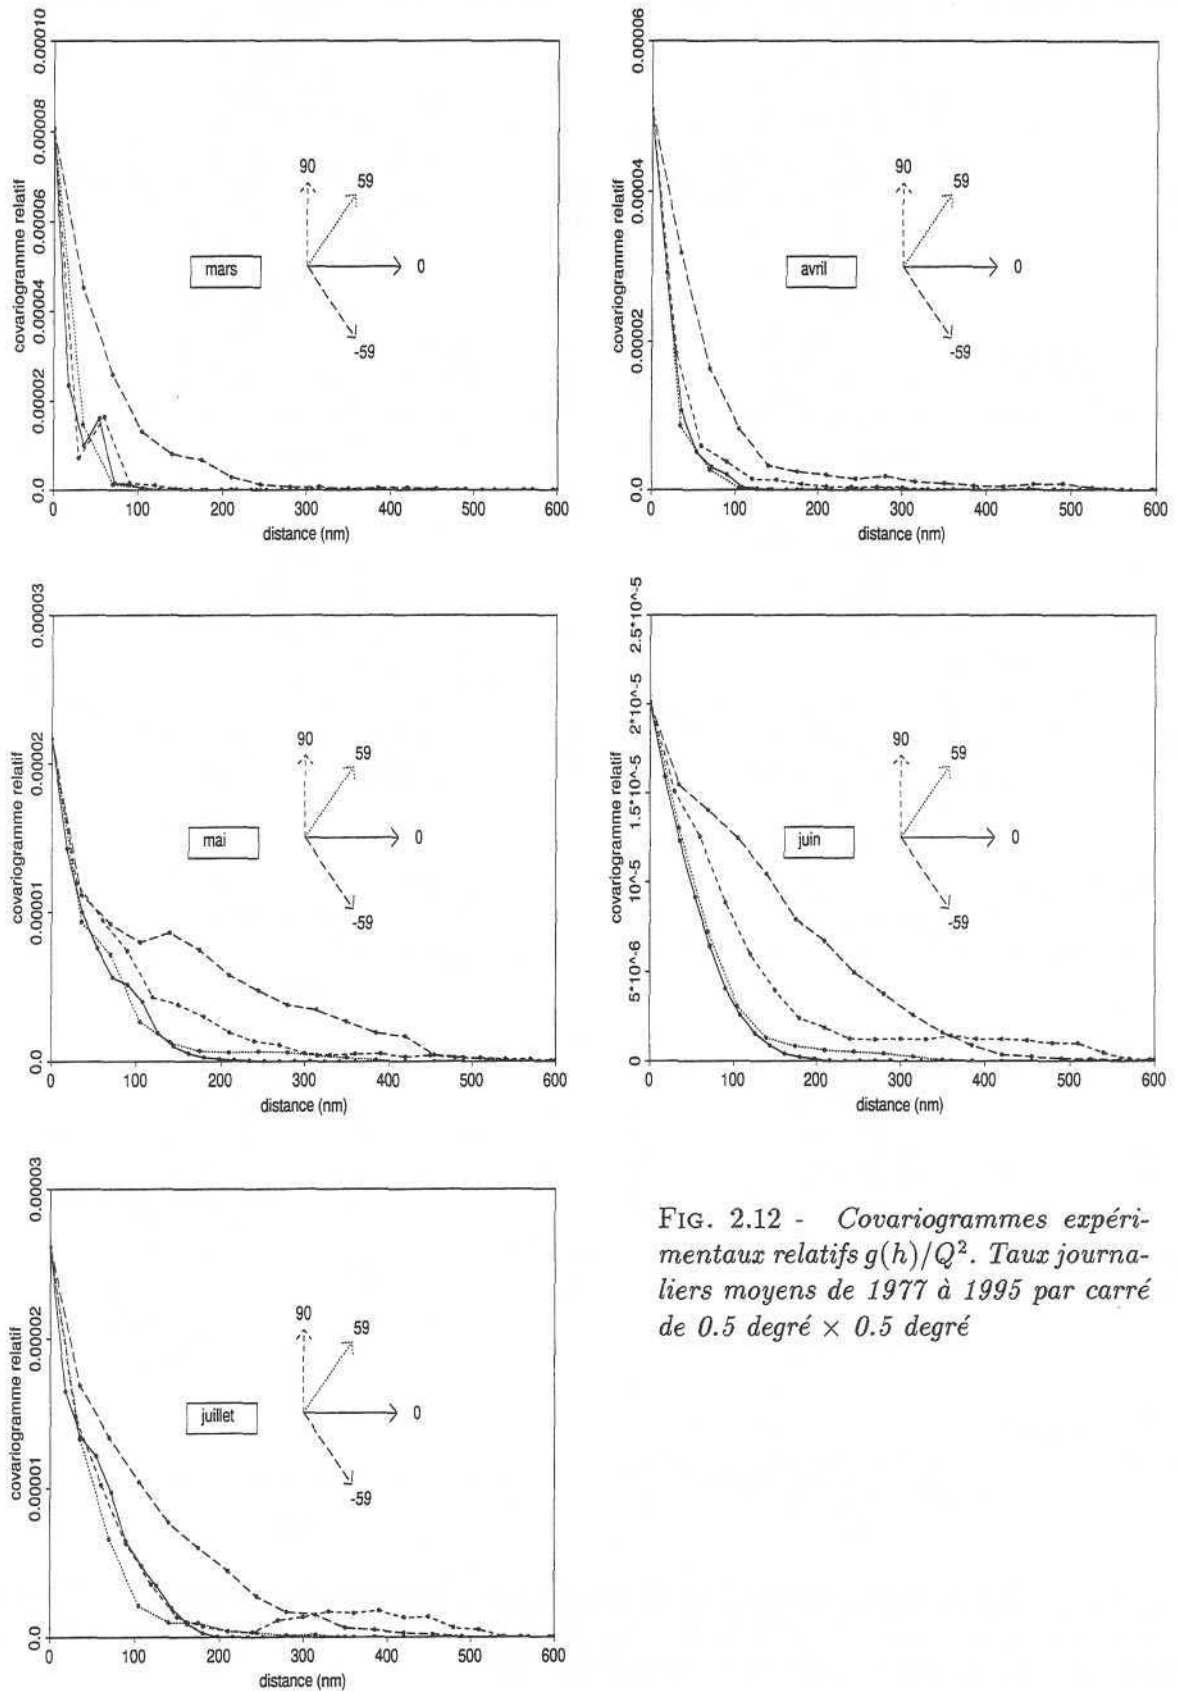 covariogramme relatif
0.00010
0.00008
0.00006
0.00004
0.00002
0.0
mars
90
59
0
-59
0 100 200 300 400 500 600
distance (nm)
covariogramme relatif
0.00006
0.00004
0.00002
0.0
avril
90
59
0
-59
0 100 200 300 400 500 600
distance (nm)
covariogramme relatif
0.00003
0.00002
0.00001
0.0
mai
90
59
0
-59
0 100 200 300 400 500 600
distance (nm)
covariogramme relatif
2.5*10^-5
2*10^-5
1.5*10^-5
10^-5
5*10^-6
0
juin
90
59
0
-59
0 100 200 300 400 500 600
distance (nm)
covariogramme relatif
0.00003
0.00002
0.00001
0.0
juillet
90
59
0
-59
0 100 200 300 400 500 600
distance (nm)
FIG. 2.12 - Covariogrammes expéri-
mentaux relatifs g(h)/Q². Taux journa-
liers moyens de 1977 à 1995 par carré
de 0.5 degré × 0.5 degré